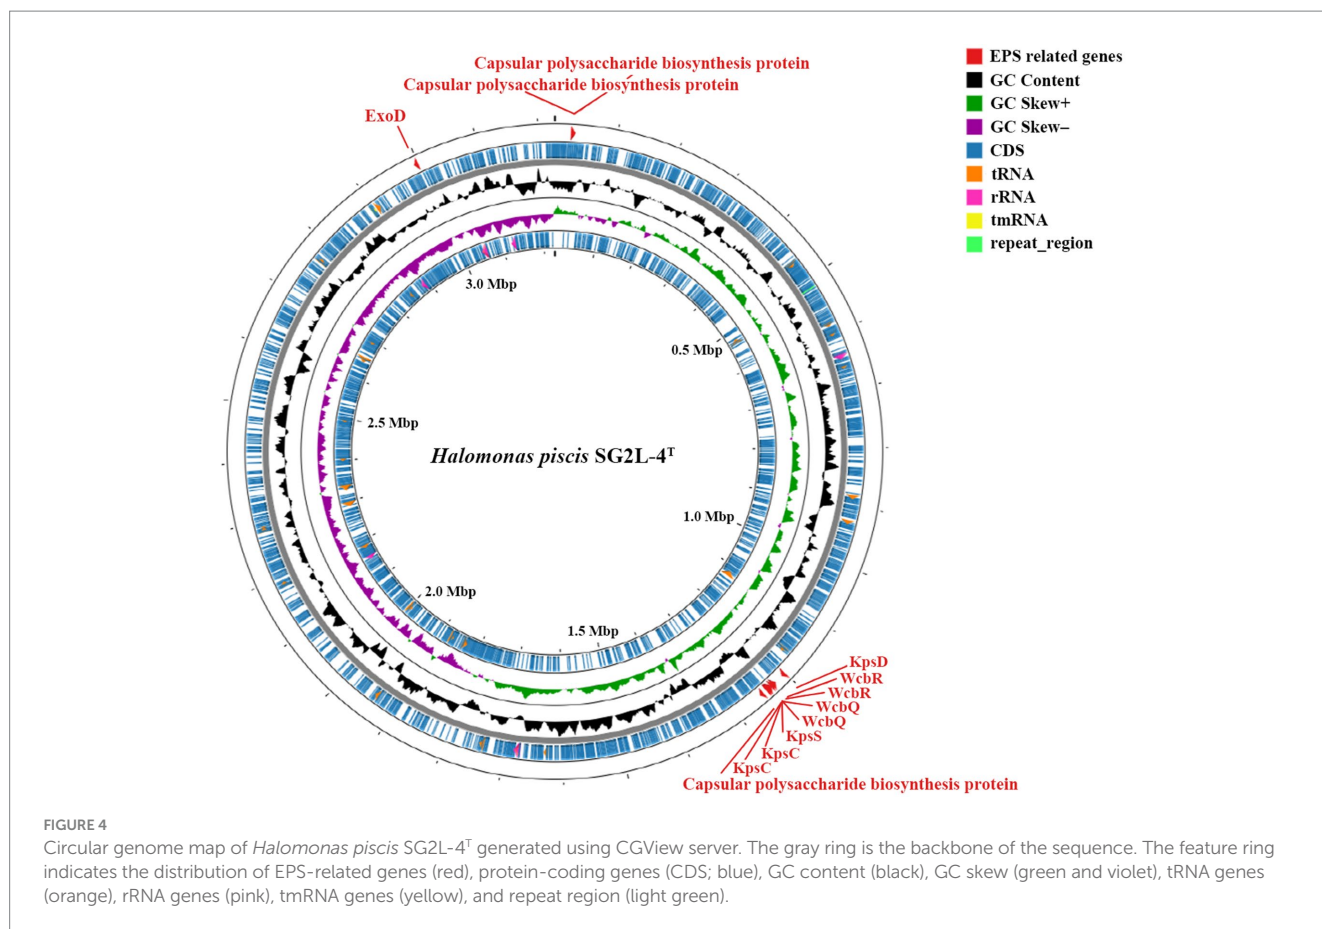 Capsular polysaccharide biosynthesis protein
Capsular polysaccharide biosynthesis protein
ExoD
EPS related genes
GC Content
GC Skew+
GC Skew–
CDS
tRNA
rRNA
tmRNA
repeat_region
3.0 Mbp
0.5 Mbp
2.5 Mbp
Halomonas piscis SG2L-4ᵀ
1.0 Mbp
2.0 Mbp
1.5 Mbp
KpsD
WcbR
WcbR
WcbQ
WcbQ
KpsS
KpsC
KpsC
Capsular polysaccharide biosynthesis protein
FIGURE 4
Circular genome map of Halomonas piscis SG2L-4ᵀ generated using CGView server. The gray ring is the backbone of the sequence. The feature ring
indicates the distribution of EPS-related genes (red), protein-coding genes (CDS; blue), GC content (black), GC skew (green and violet), tRNA genes
(orange), rRNA genes (pink), tmRNA genes (yellow), and repeat region (light green).